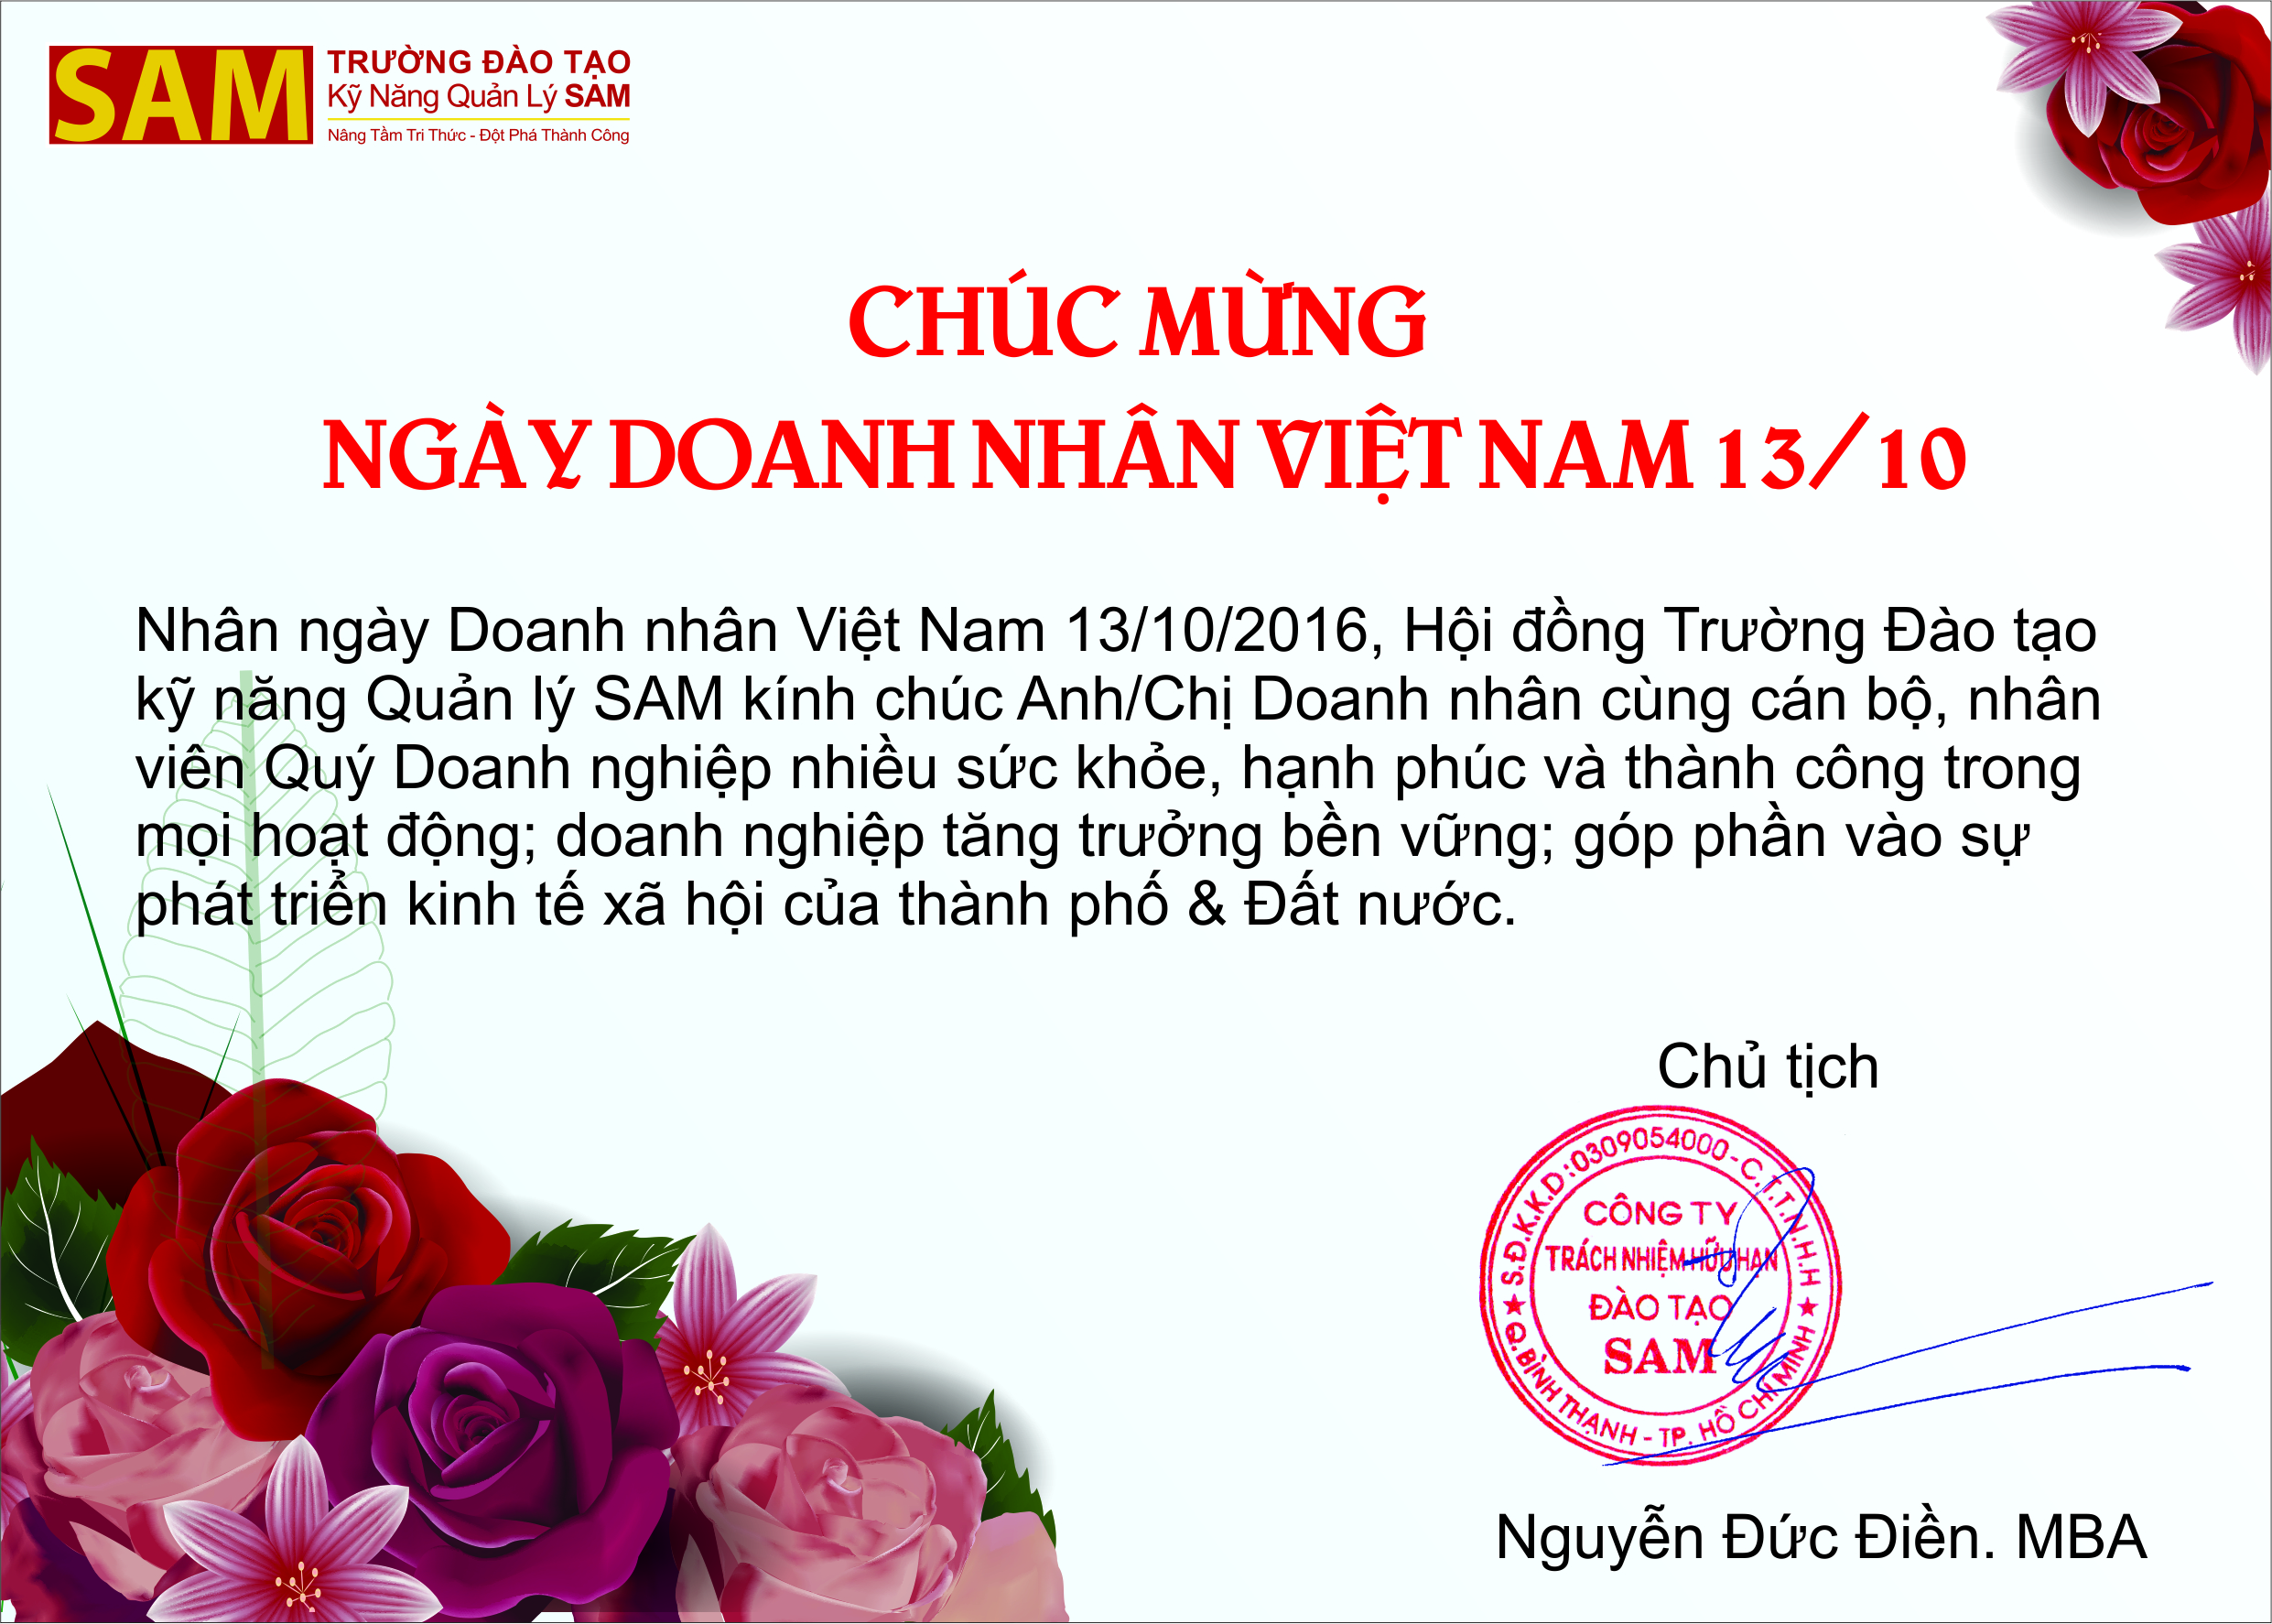 SAM
TRƯỜNG ĐÀO TẠO
Kỹ Năng Quản Lý SAM
Nâng Tầm Tri Thức - Đột Phá Thành Công
CHÚC MỪNG
NGÀY DOANH NHÂN VIỆT NAM 13/10
Nhân ngày Doanh nhân Việt Nam 13/10/2016, Hội đồng Trường Đào tạo
kỹ năng Quản lý SAM kính chúc Anh/Chị Doanh nhân cùng cán bộ, nhân
viên Quý Doanh nghiệp nhiều sức khỏe, hạnh phúc và thành công trong
mọi hoạt động; doanh nghiệp tăng trưởng bền vững; góp phần vào sự
phát triển kinh tế xã hội của thành phố & Đất nước.
Chủ tịch
S.Đ.K.K.D:0309054000-C.T.T.N.H.H
CÔNG TY
TRÁCH NHIỆM HỮU HẠN
ĐÀO TẠO
SAM
Q.BÌNH THẠNH - TP. HỒ CHÍ MINH
Nguyễn Đức Điền. MBA